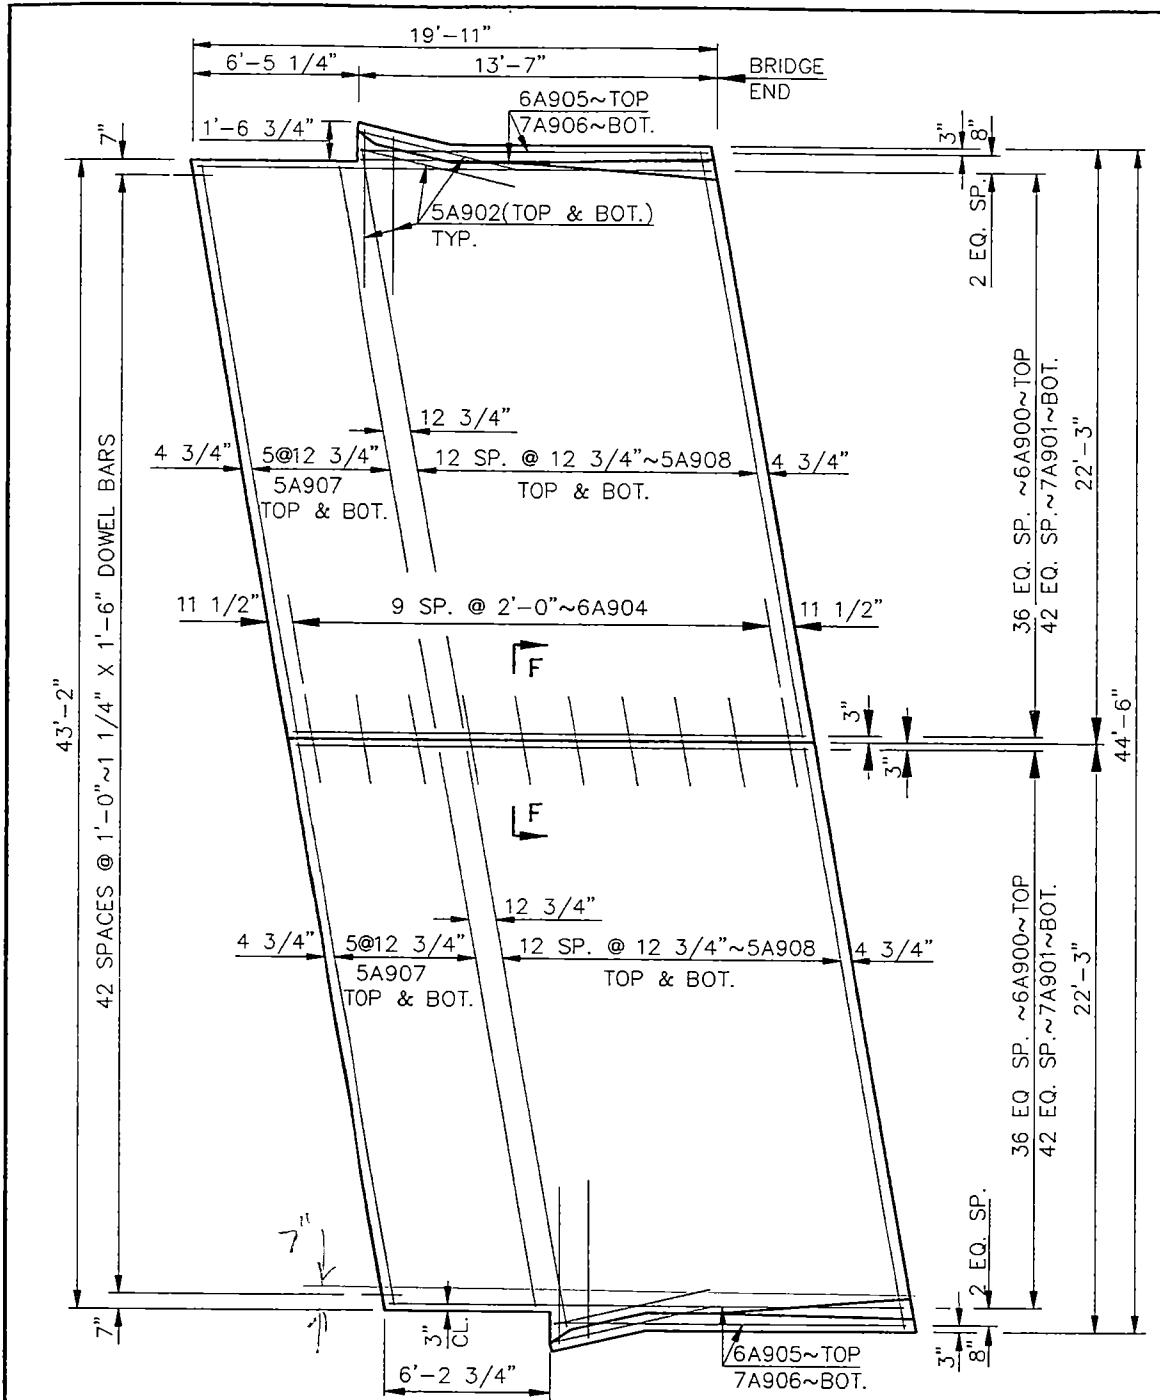 19'-11"
6'-5 1/4"
13'-7"
BRIDGE
END
6A905~TOP
7A906~BOT.
1'-6 3/4"
7"
3"
8"
2 EQ. SP.
5A902(TOP & BOT.)
TYP.
12 3/4"
4 3/4"
5@12 3/4"
5A907
TOP & BOT.
12 SP. @ 12 3/4"~5A908
TOP & BOT.
4 3/4"
36 EQ. SP. ~6A900~TOP
42 EQ. SP.~7A901~BOT.
22'-3"
11 1/2"
9 SP. @ 2'-0"~6A904
11 1/2"
F
43'-2"
42 SPACES @ 1'-0"~1 1/4" X 1'-6" DOWEL BARS
3"
3"
44'-6"
F
12 3/4"
4 3/4"
5@12 3/4"
5A907
TOP & BOT.
12 SP. @ 12 3/4"~5A908
TOP & BOT.
4 3/4"
36 EQ. SP. ~6A900~TOP
42 EQ. SP.~7A901~BOT.
22'-3"
7"
2 EQ. SP.
7"
3"
CL.
6'-2 3/4"
6A905~TOP
7A906~BOT.
3"
8"